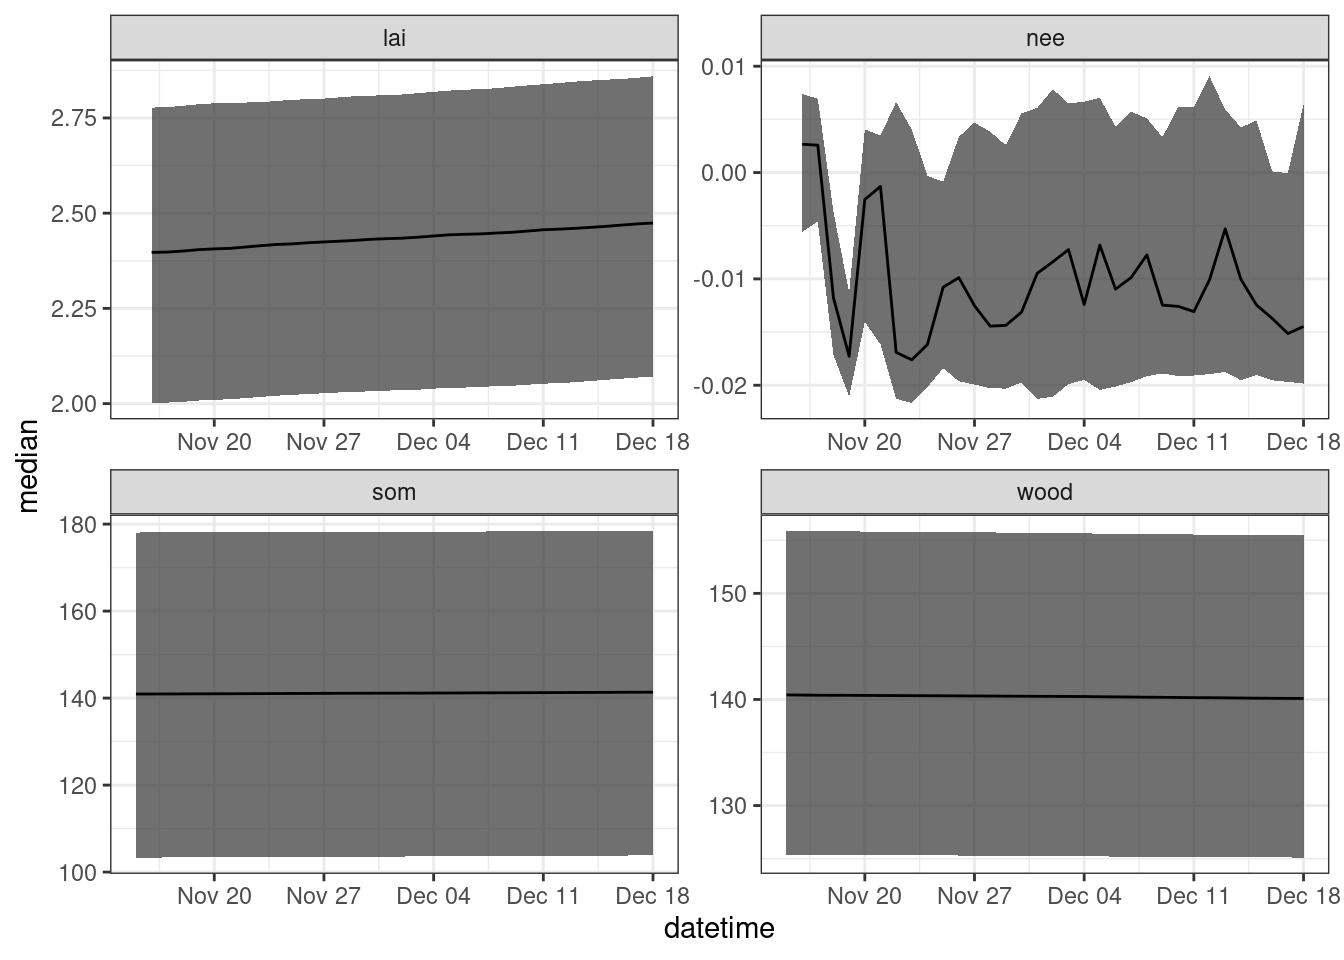 lai
nee
2.75
2.50
2.25
2.00
0.01
0.00
-0.01
-0.02
Nov 20 Nov 27 Dec 04 Dec 11 Dec 18
Nov 20 Nov 27 Dec 04 Dec 11 Dec 18
median
som
wood
180
160
140
120
100
150
140
130
Nov 20 Nov 27 Dec 04 Dec 11 Dec 18
Nov 20 Nov 27 Dec 04 Dec 11 Dec 18
datetime